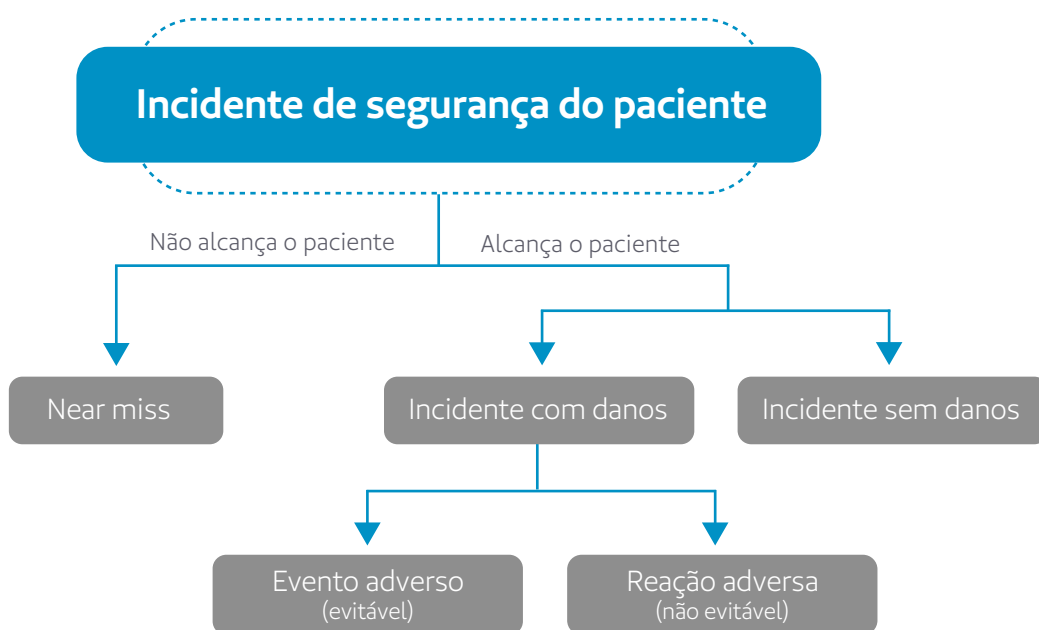 Incidente de segurança do paciente
Não alcança o paciente
Alcança o paciente
Near miss
Incidente com danos
Incidente sem danos
Evento adverso
(evitável)
Reação adversa
(não evitável)